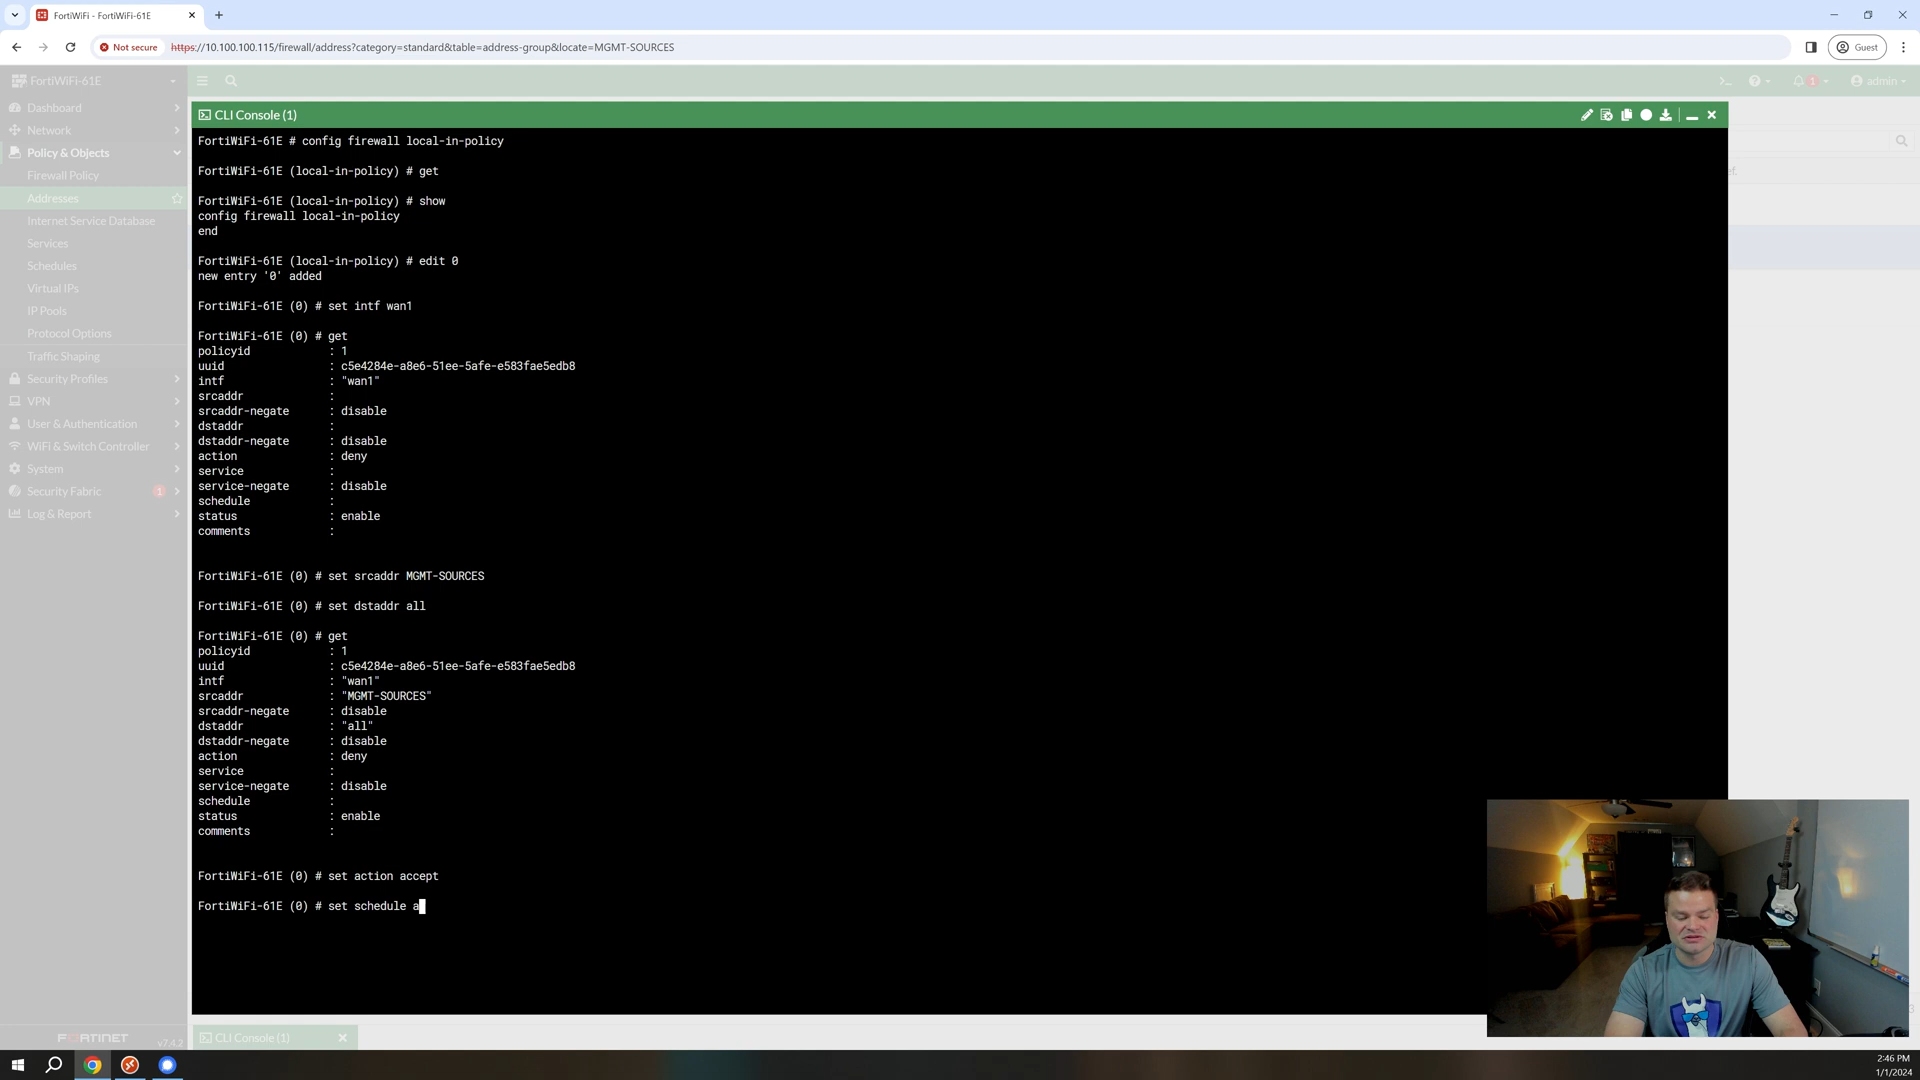 FortiWiFi - FortiWiFi-61E
Not secure
https://10.100.100.115/firewall/address?category=standard&table=address-group&locate=MGMT-SOURCES
Guest
FortiWiFi-61E
1
admin
Dashboard
Network
Policy & Objects
Firewall Policy
Addresses
Internet Service Database
Services
Schedules
Virtual IPs
IP Pools
Protocol Options
Traffic Shaping
Security Profiles
VPN
User & Authentication
WiFi & Switch Controller
System
Security Fabric
1
Log & Report
FORTINET
v7.4.2
CLI Console (1)
FortiWiFi-61E # config firewall local-in-policy
FortiWiFi-61E (local-in-policy) # get
FortiWiFi-61E (local-in-policy) # show
config firewall local-in-policy
end
FortiWiFi-61E (local-in-policy) # edit 0
new entry '0' added
FortiWiFi-61E (0) # set intf wan1
FortiWiFi-61E (0) # get
policyid : 1
uuid : c5e4284e-a8e6-51ee-5afe-e583fae5edb8
intf : "wan1"
srcaddr :
srcaddr-negate : disable
dstaddr :
dstaddr-negate : disable
action : deny
service :
service-negate : disable
schedule :
status : enable
comments :
FortiWiFi-61E (0) # set srcaddr MGMT-SOURCES
FortiWiFi-61E (0) # set dstaddr all
FortiWiFi-61E (0) # get
policyid : 1
uuid : c5e4284e-a8e6-51ee-5afe-e583fae5edb8
intf : "wan1"
srcaddr : "MGMT-SOURCES"
srcaddr-negate : disable
dstaddr : "all"
dstaddr-negate : disable
action : deny
service :
service-negate : disable
schedule :
status : enable
comments :
FortiWiFi-61E (0) # set action accept
FortiWiFi-61E (0) # set schedule a
CLI Console (1)
2:46 PM
1/1/2024